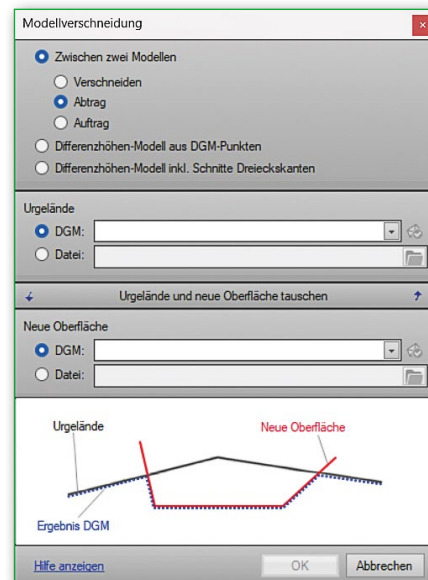 Modellverschneidung
Zwischen zwei Modellen
Verschneiden
Abtrag
Auftrag
Differenzhöhen-Modell aus DGM-Punkten
Differenzhöhen-Modell inkl. Schnitte Dreieckskanten
Urgelände
DGM:
Datei:
Urgelände und neue Oberfläche tauschen
Neue Oberfläche
DGM:
Datei:
Urgelände
Neue Oberfläche
Ergebnis DGM
Hilfe anzeigen
OK
Abbrechen